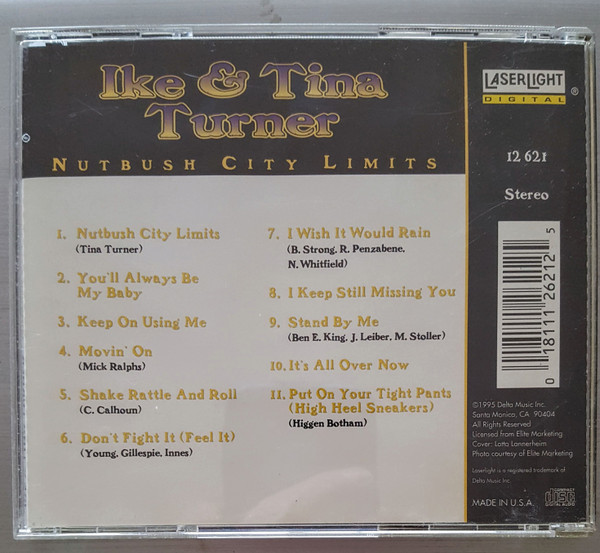 Ike & Tina
Turner
NUTBUSH CITY LIMITS
1. Nutbush City Limits
(Tina Turner)
2. You'll Always Be
My Baby
3. Keep On Using Me
4. Movin' On
(Mick Ralphs)
5. Shake Rattle And Roll
(C. Calhoun)
6. Don't Fight It (Feel It)
(Young, Gillespie, Innes)
7. I Wish It Would Rain
(B. Strong, R. Penzabene,
N. Whitfield)
8. I Keep Still Missing You
9. Stand By Me
(Ben E. King, J. Leiber, M. Stoller)
10. It's All Over Now
11. Put On Your Tight Pants
(High Heel Sneakers)
(Higgen Botham)
LASERLIGHT
DIGITAL ®
12 621
Stereo
0 18111 26212 5
©1995 Delta Music Inc.
Santa Monica, CA 90404
All Rights Reserved
Licensed from Elite Marketing
Cover: Lotta Lannerheim
Photo courtesy of Elite Marketing
Laserlight is a registered trademark of
Delta Music Inc.
MADE IN U.S.A.
COMPACT
disc
DIGITAL AUDIO